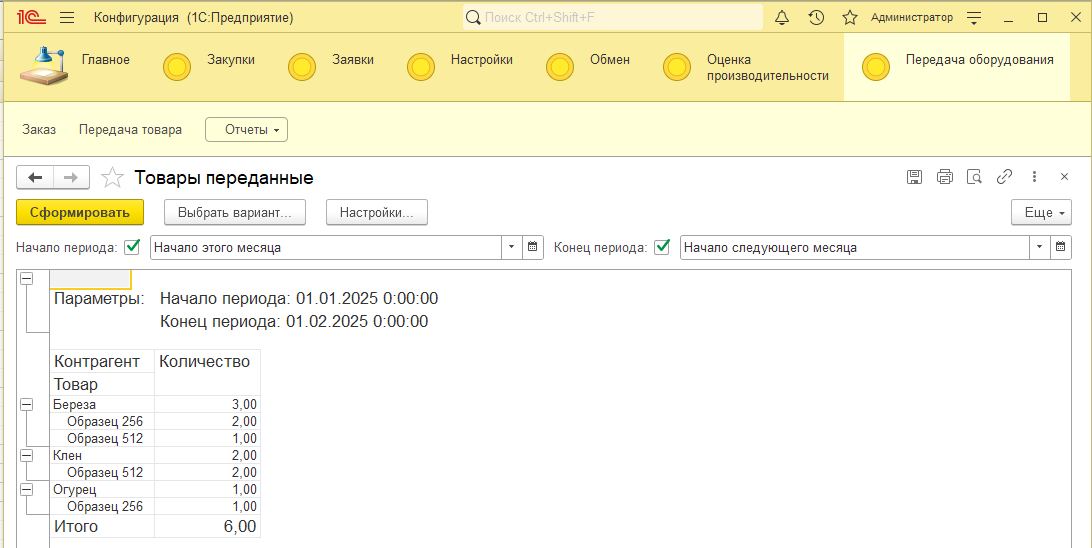 1С Конфигурация (1С:Предприятие) Поиск Ctrl+Shift+F Администратор
Главное Закупки Заявки Настройки Обмен Оценка производительности Передача оборудования
Заказ Передача товара Отчеты
Товары переданные
Сформировать Выбрать вариант... Настройки... Еще
Начало периода: Начало этого месяца Конец периода: Начало следующего месяца
Параметры: Начало периода: 01.01.2025 0:00:00
Конец периода: 01.02.2025 0:00:00
Контрагент Количество
Товар
Береза 3,00
Образец 256 2,00
Образец 512 1,00
Клен 2,00
Образец 512 2,00
Огурец 1,00
Образец 256 1,00
Итого 6,00